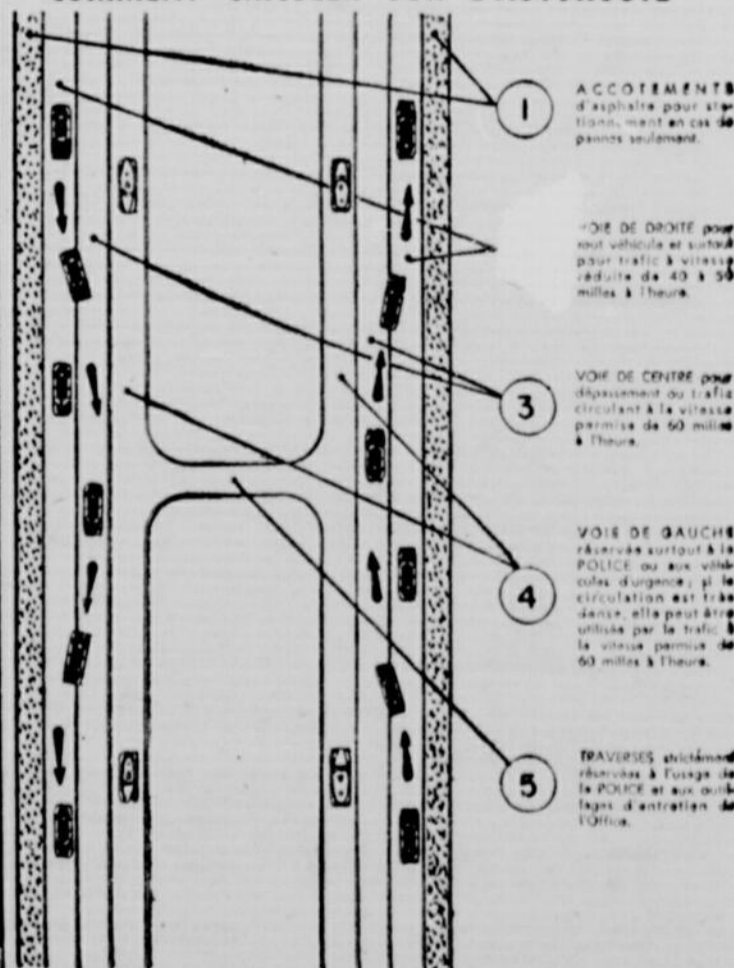 1
ACCOTEMENTS
d'asphalte pour sta-
tionnement en cas de
pannes seulement.
VOIE DE DROITE pour
tout véhicule et surtout
pour trafic à vitesse
réduite de 40 à 50
milles à l'heure.
3
VOIE DE CENTRE pour
dépassement ou trafic
circulant à la vitesse
permise de 60 milles
à l'heure.
4
VOIE DE GAUCHE
réservée surtout à la
POLICE ou aux véhi-
cules d'urgence; si la
circulation est très
dense, elle peut être
utilisée par le trafic à
la vitesse permise de
60 milles à l'heure.
5
TRAVERSES strictement
réservées à l'usage de
la POLICE et aux outil-
lages d'entretien de
l'Office.